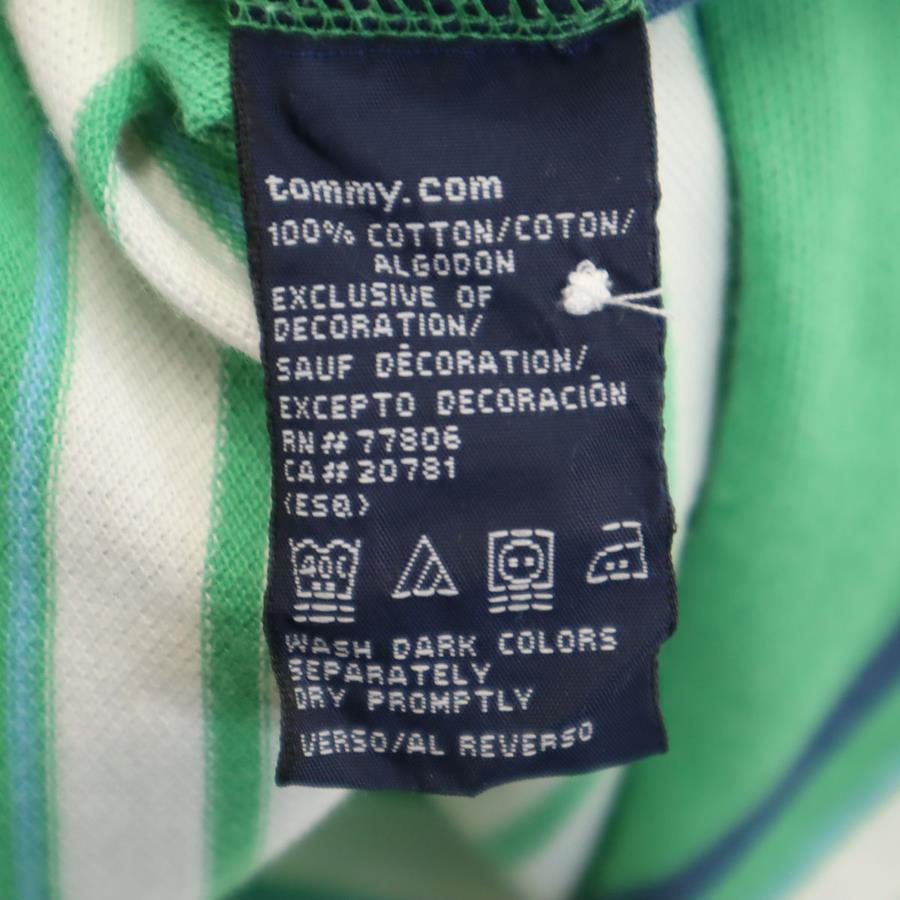 tommy.com
100% COTTON/COTON/
ALGODON
EXCLUSIVE OF
DECORATION/
SAUF DÉCORATION/
EXCEPTO DECORACIÓN
RN# 77806
CA# 20781
(ESQ)
40C
WASH DARK COLORS
SEPARATELY
DRY PROMPTLY
VERSO/AL REVERSO